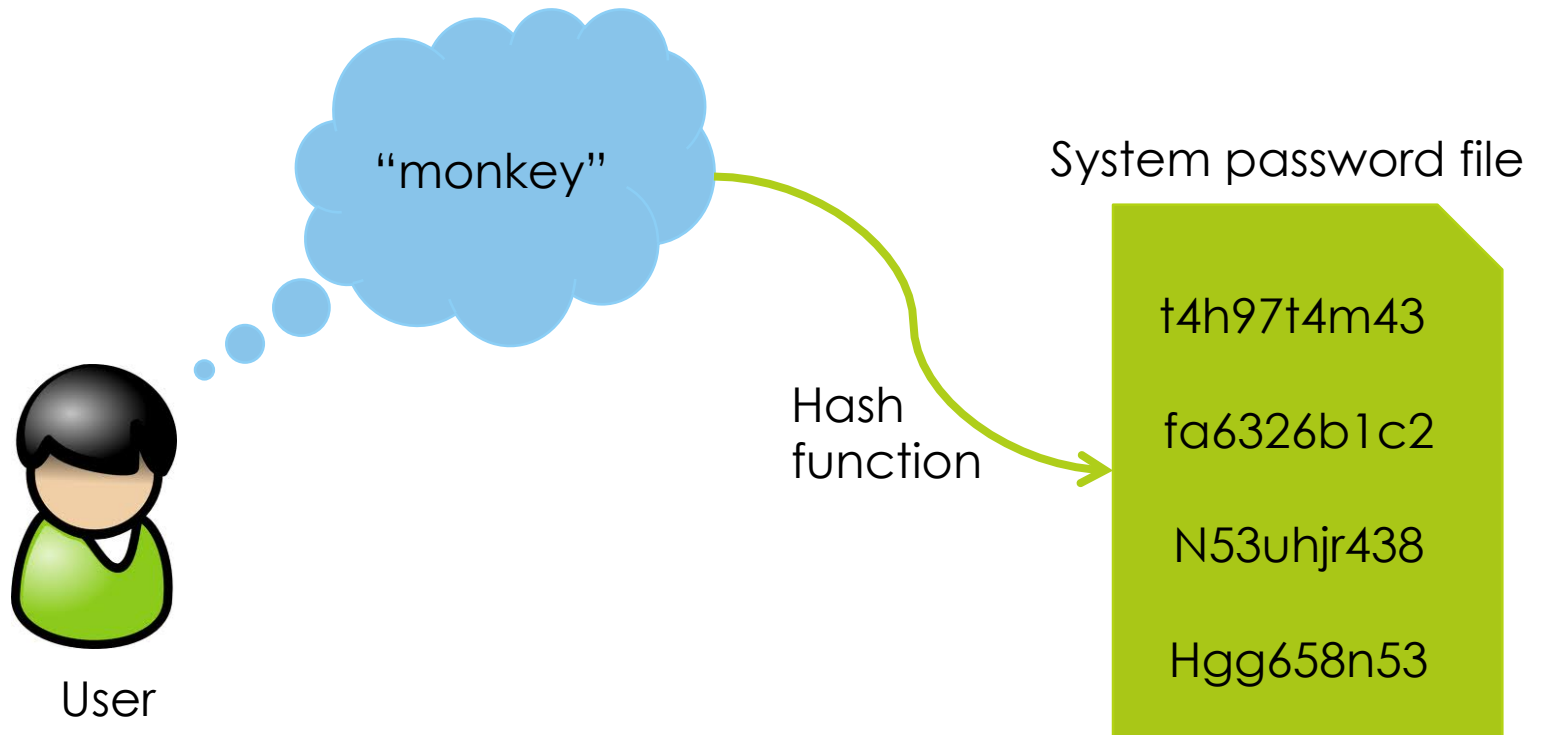 “monkey”
System password file
t4h97t4m43
Hash
function
fa6326b1c2
N53uhjr438
Hgg658n53
User